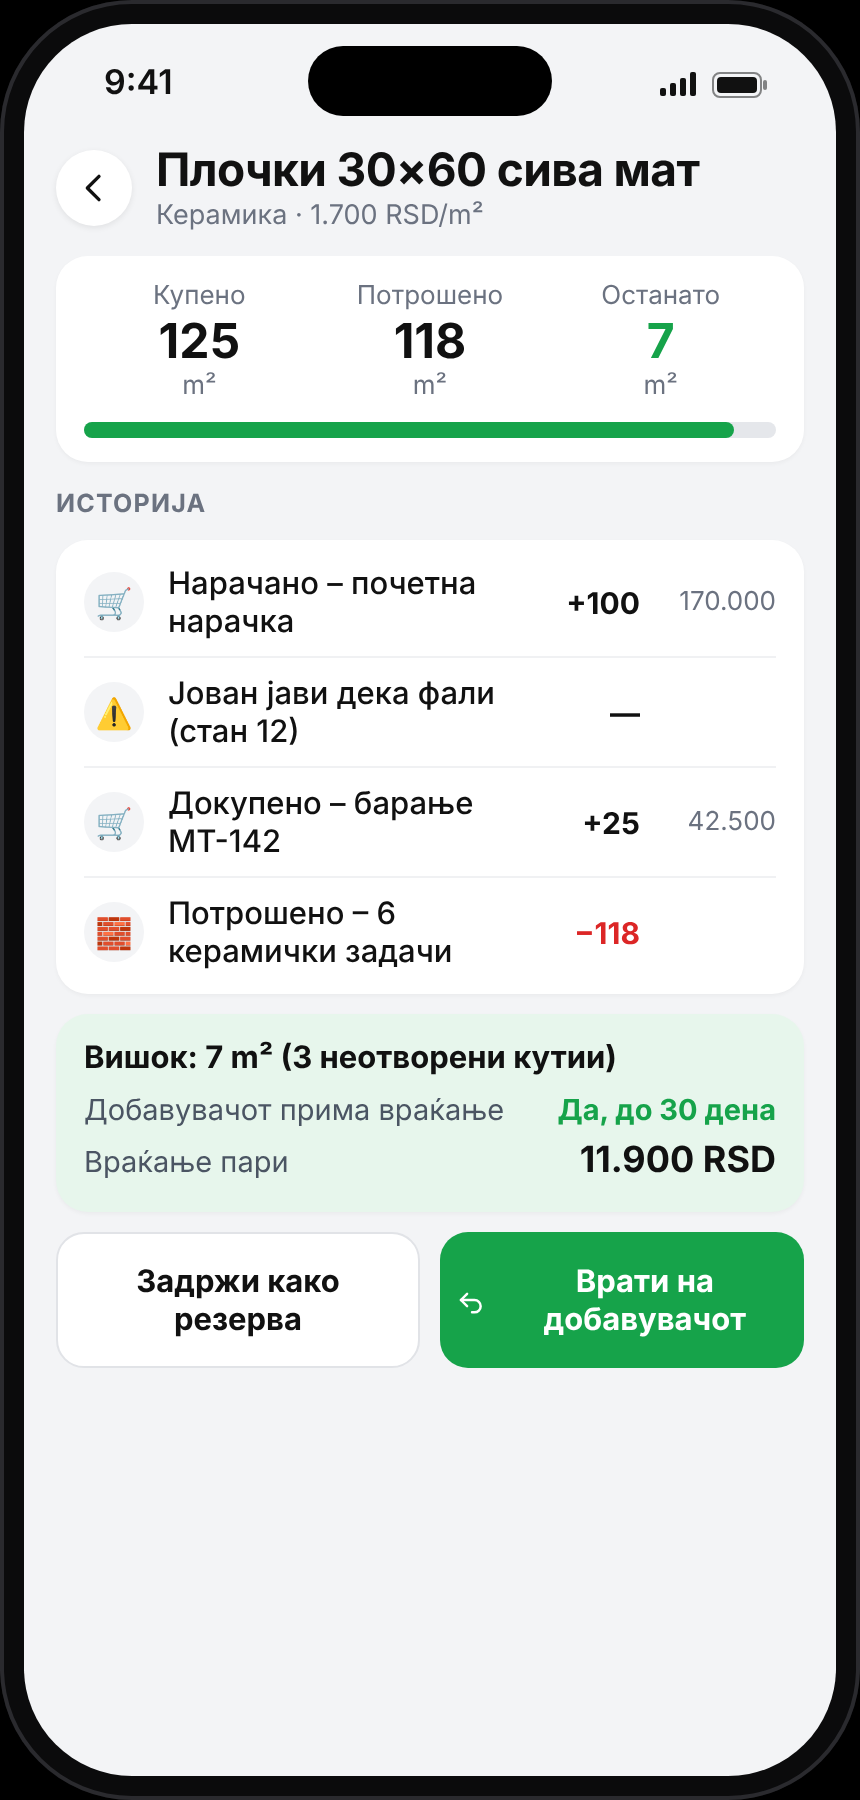 9:41
Плочки 30×60 сива мат
Керамика · 1.700 RSD/m²
Купено Потрошено Останато
125 118 7
m² m² m²
ИСТОРИЈА
Нарачано – почетна
нарачка
+100 170.000
Јован јави дека фали
(стан 12)
—
Докупено – барање
МТ-142
+25 42.500
Потрошено – 6
керамички задачи
−118
Вишок: 7 m² (3 неотворени кутии)
Добавувачот прима враќање Да, до 30 дена
Враќање пари 11.900 RSD
Задржи како
резерва
Врати на
добавувачот